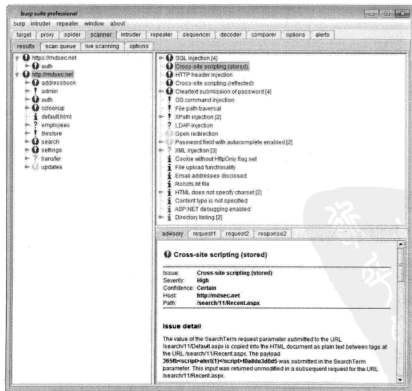 burp suite professional
burp intruder repeater window about
target proxy spider scanner intruder repeater sequencer decoder comparer options alerts
results scan queue live scanning options
https://mdsec.net
auth
http://mdsec.net
addressbook
admin
auth
cclookup
default.html
employees
filestore
search
settings
transfer
updates
SQL injection [4]
Cross-site scripting (stored)
HTTP header injection
Cross-site scripting (reflected)
Cleartext submission of password [4]
OS command injection
File path traversal
XPath injection [2]
LDAP injection
Open redirection
Password field with autocomplete enabled [2]
XML injection [3]
Cookie without HttpOnly flag set
File upload functionality
Email addresses disclosed
Robots.txt file
HTML does not specify charset [2]
Content type is not specified
ASP.NET debugging enabled
Directory listing [2]
advisory request1 request2 response2
Cross-site scripting (stored)
Issue: Cross-site scripting (stored)
Severity: High
Confidence: Certain
Host: http://mdsec.net
Path: /search/11/Recent.aspx
Issue detail
The value of the SearchTerm request parameter submitted to the URL
/search/11/Default.aspx is copied into the HTML document as plain text between tags at
the URL /search/11/Recent.aspx. The payload
<script>alert(1)</script> was submitted in the SearchTerm
parameter. This input was returned unmodified in a subsequent request for the URL
/search/11/Recent.aspx.